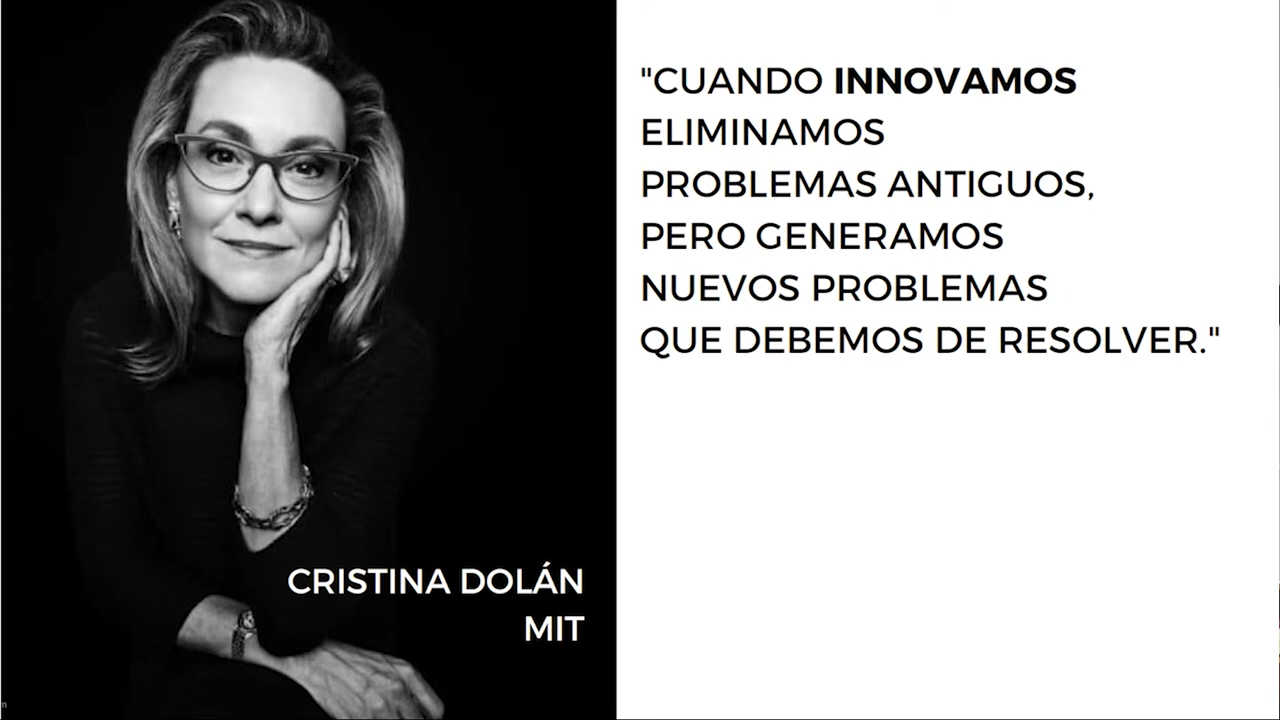 "CUANDO INNOVAMOS
ELIMINAMOS
PROBLEMAS ANTIGUOS,
PERO GENERAMOS
NUEVOS PROBLEMAS
QUE DEBEMOS DE RESOLVER."
CRISTINA DOLÁN
MIT